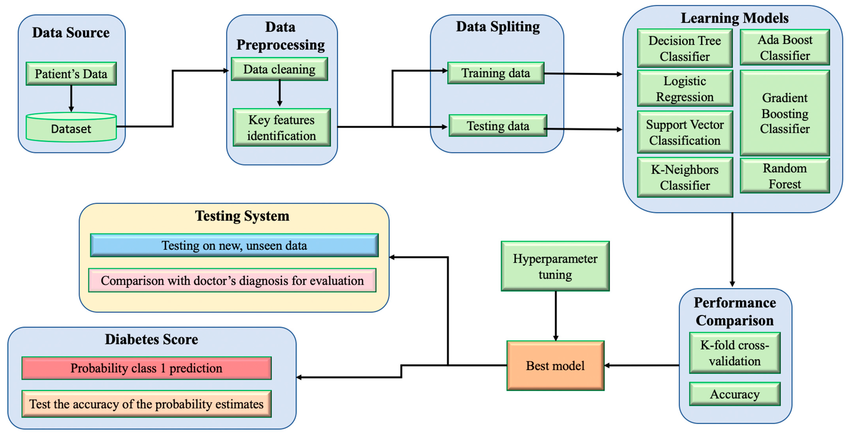 Data Source
Patient's Data
Dataset
Data
Preprocessing
Data cleaning
Key features
identification
Data Spliting
Training data
Testing data
Learning Models
Decision Tree
Classifier
Ada Boost
Classifier
Logistic
Regression
Gradient
Boosting
Classifier
Support Vector
Classification
K-Neighbors
Classifier
Random
Forest
Testing System
Testing on new, unseen data
Comparison with doctor's diagnosis for evaluation
Hyperparameter
tuning
Performance
Comparison
K-fold cross-
validation
Accuracy
Best model
Diabetes Score
Probability class 1 prediction
Test the accuracy of the probability estimates